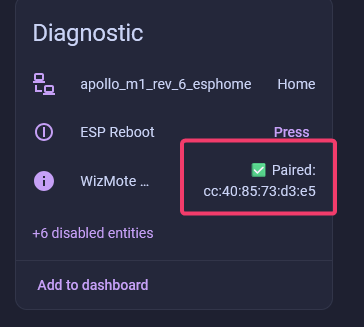 Diagnostic
apollo_m1_rev_6_esphome Home
ESP Reboot Press
WizMote ... ✅ Paired:
cc:40:85:73:d3:e5
+6 disabled entities
Add to dashboard